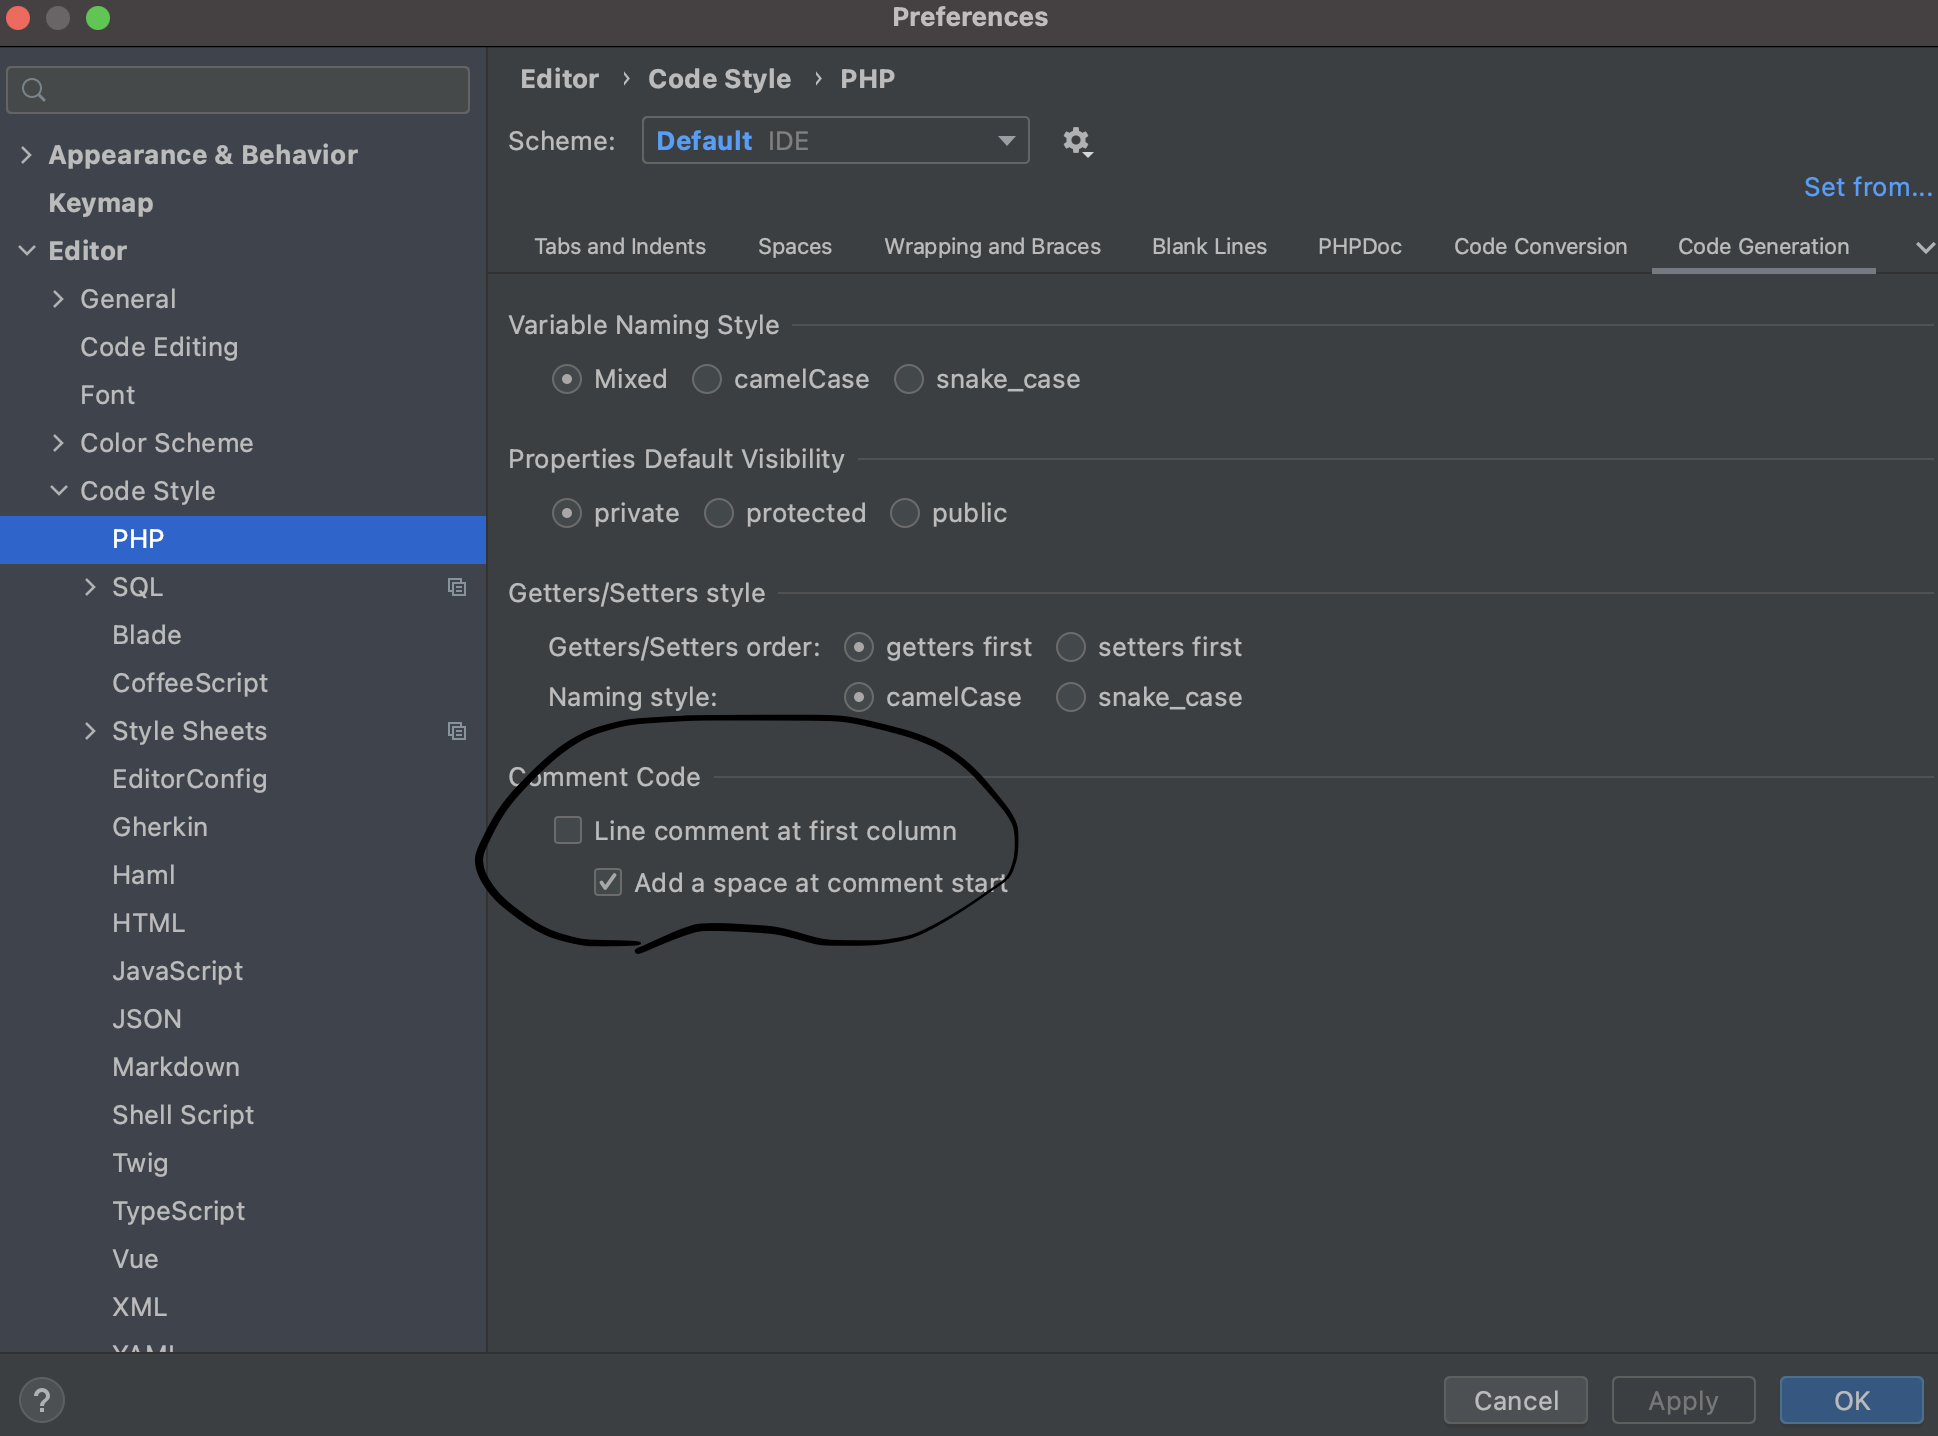 Preferences
Appearance & Behavior
Keymap
Editor
General
Code Editing
Font
Color Scheme
Code Style
PHP
SQL
Blade
CoffeeScript
Style Sheets
EditorConfig
Gherkin
Haml
HTML
JavaScript
JSON
Markdown
Shell Script
Twig
TypeScript
Vue
XML
YAML
Editor › Code Style › PHP
Scheme: Default IDE
Set from...
Tabs and Indents Spaces Wrapping and Braces Blank Lines PHPDoc Code Conversion Code Generation
Variable Naming Style
Mixed camelCase snake_case
Properties Default Visibility
private protected public
Getters/Setters style
Getters/Setters order: getters first setters first
Naming style: camelCase snake_case
Comment Code
Line comment at first column
Add a space at comment start
? Cancel Apply OK